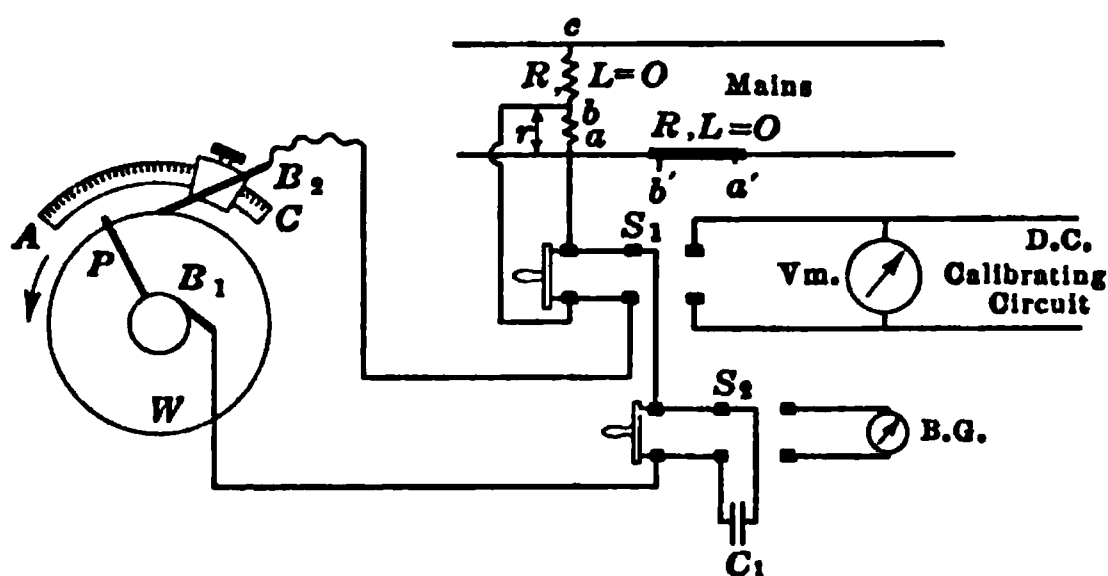 c
R, L=O
Mains
b
r
a
R, L=O
b' a'
B₂
A
C
P
B₁
W
S₁
Vm.
D.C.
Calibrating
Circuit
S₂
B.G.
C₁